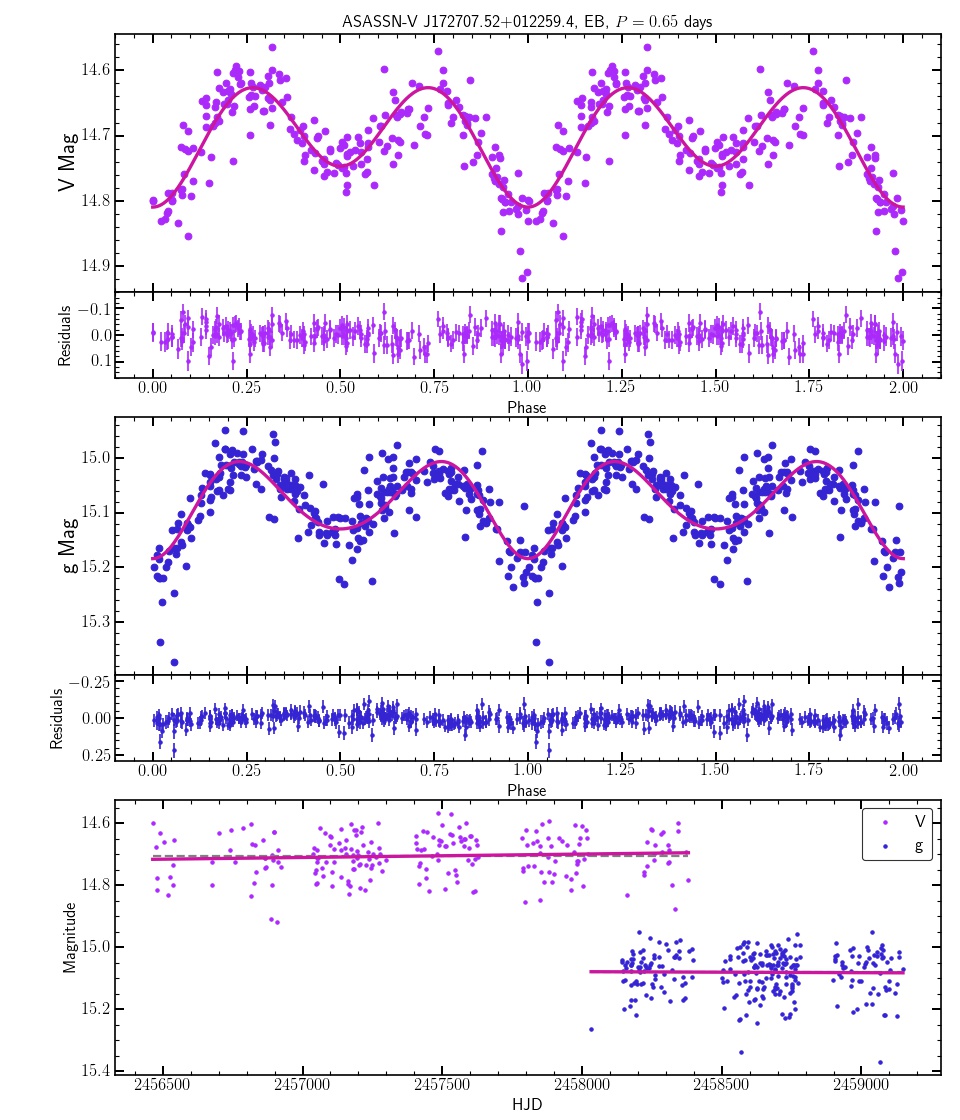 ASASSN-V J172707.52+012259.4, EB, P = 0.65 days
V Mag
14.6
14.7
14.8
14.9
Residuals
−0.1
0.0
0.1
0.00 0.25 0.50 0.75 1.00 1.25 1.50 1.75 2.00
Phase
g Mag
15.0
15.1
15.2
15.3
Residuals
−0.25
0.00
0.25
0.00 0.25 0.50 0.75 1.00 1.25 1.50 1.75 2.00
Phase
Magnitude
14.6
14.8
15.0
15.2
15.4
V
g
2456500 2457000 2457500 2458000 2458500 2459000
HJD